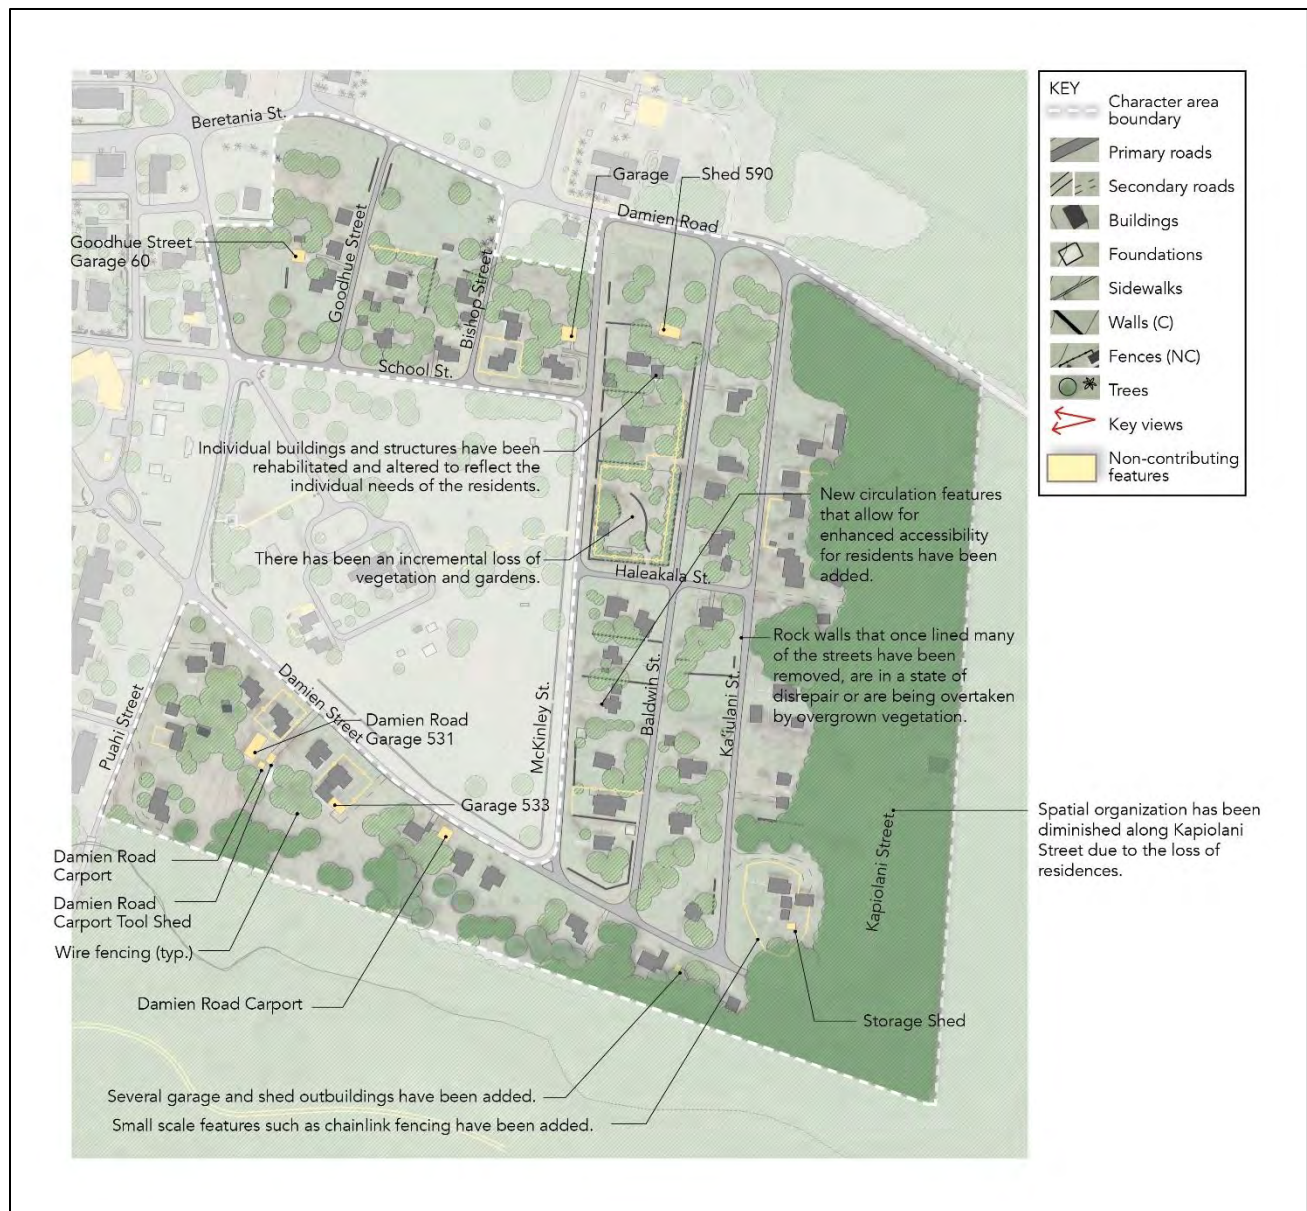 KEY
Character area
boundary
Primary roads
Secondary roads
Buildings
Foundations
Sidewalks
Walls (C)
Fences (NC)
Trees
Key views
Non-contributing
features
Beretania St.
Garage
Shed 590
Damien Road
Goodhue Street
Garage 60
Goodhue Street
Bishop Street
School St.
Individual buildings and structures have been
rehabilitated and altered to reflect the
individual needs of the residents.
New circulation features
that allow for
enhanced accessibility
for residents have been
added.
There has been an incremental loss of
vegetation and gardens.
Haleakala St.
Rock walls that once lined many
of the streets have been
removed, are in a state of
disrepair or are being overtaken
by overgrown vegetation.
Puahi Street
Damien Street
McKinley St.
Baldwin St.
Ka'iulani St.
Damien Road
Garage 531
Garage 533
Kapiolani Street
Spatial organization has been
diminished along Kapiolani
Street due to the loss of
residences.
Damien Road
Carport
Damien Road
Carport Tool Shed
Wire fencing (typ.)
Damien Road Carport
Storage Shed
Several garage and shed outbuildings have been added.
Small scale features such as chainlink fencing have been added.